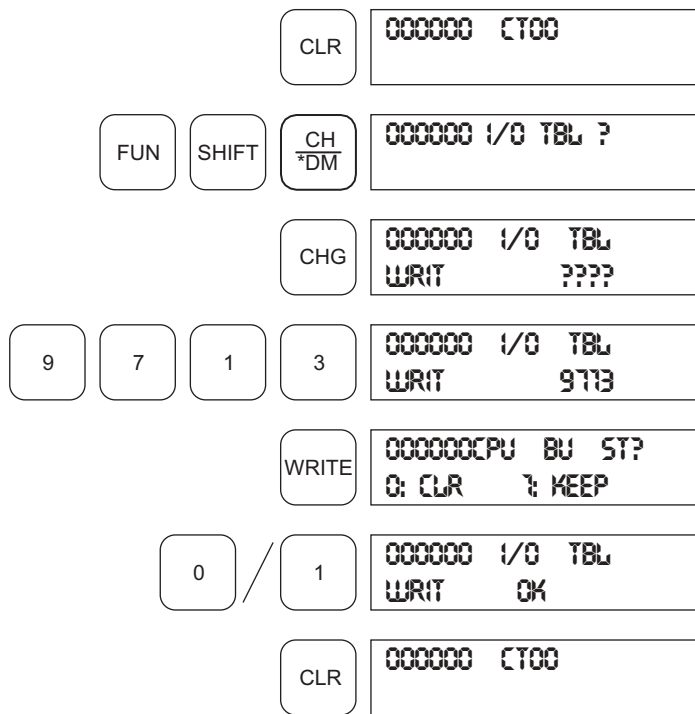 000000 CT00
CLR
FUN SHIFT CH
*DM
000000 I/O TBL ?
CHG
000000 I/O TBL
WRIT ????
9 7 1 3
000000 I/O TBL
WRIT 9713
WRITE
000000CPU BU ST?
0: CLR 1: KEEP
0 / 1
000000 I/O TBL
WRIT OK
CLR
000000 CT00